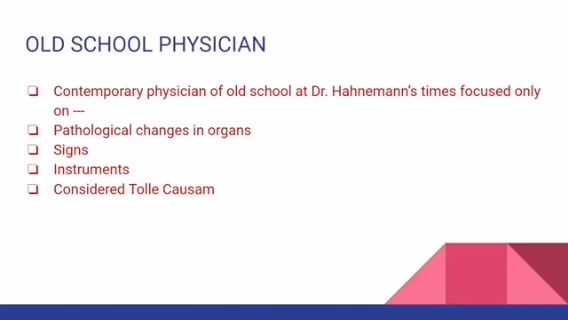 OLD SCHOOL PHYSICIAN
❏ Contemporary physician of old school at Dr. Hahnemann's times focused only
on ---
❏ Pathological changes in organs
❏ Signs
❏ Instruments
❏ Considered Tolle Causam